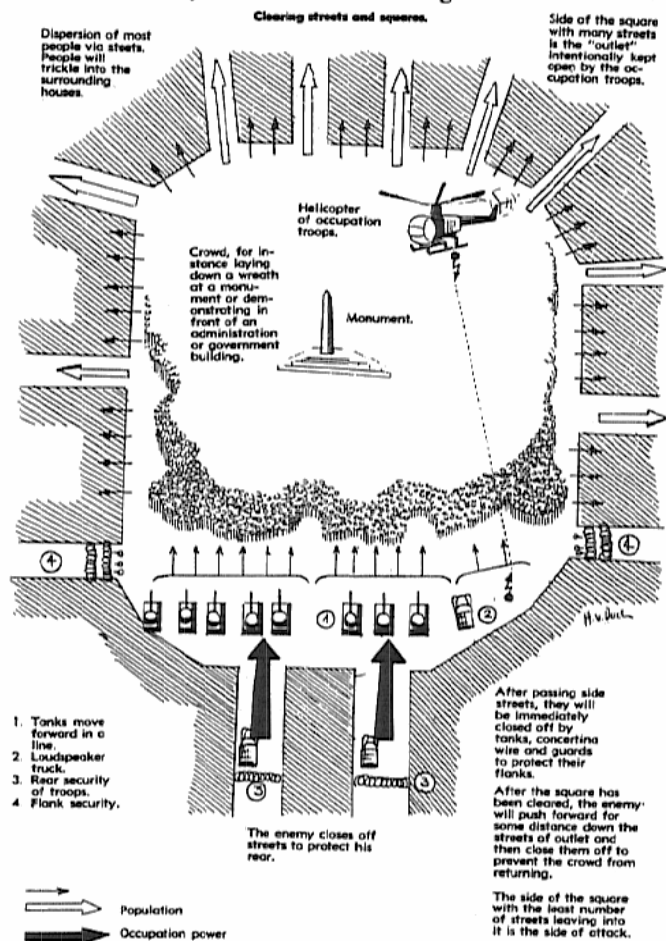 Clearing streets and squares.
Dispersion of most
people via steets.
People will
trickle into the
surrounding
houses.
Side of the square
with many streets
is the "outlet"
intentionally kept
open by the oc-
cupation troops.
Helicopter
of occupation
troops.
Crowd, for in-
stance laying
down a wreath
at a monu-
ment or dem-
onstrating in
front of an
administration
or government
building.
Monument.
4
4
1
2
1. Tanks move
forward in a
line.
2. Loudspeaker
truck.
3. Rear security
of troops.
4 Flank security.
3
3
The enemy closes off
streets to protect his
rear.
After passing side
streets, they will
be immediately
closed off by
tanks, concertina
wire and guards
to protect their
flanks.
After the square has
been cleared, the enemy
will push forward for
some distance down the
streets of outlet and
then close them off to
prevent the crowd from
returning.
The side of the square
with the least number
of streets leaving into
it is the side of attack.
Population
Occupation power